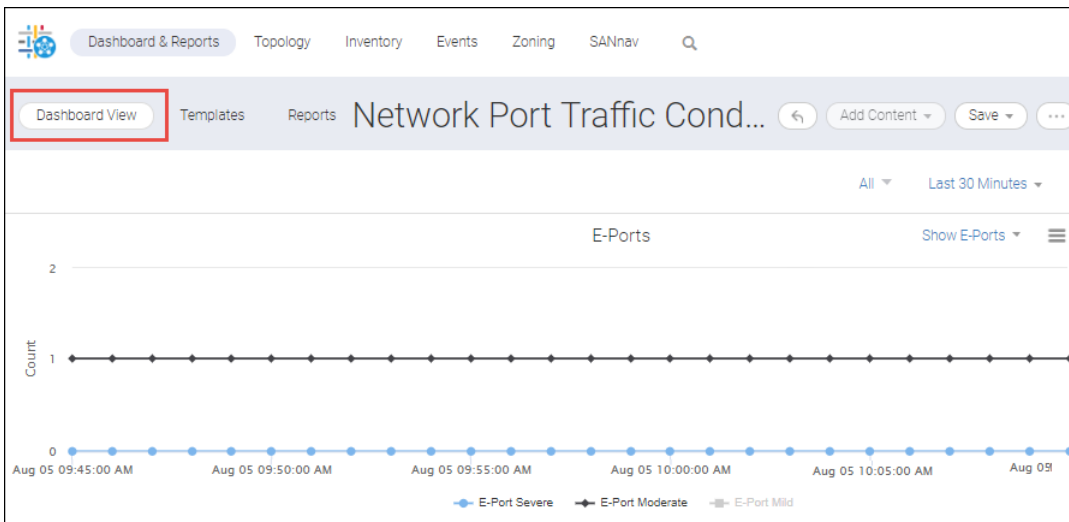 Dashboard & Reports Topology Inventory Events Zoning SANnav
Dashboard View Templates Reports Network Port Traffic Cond... Add Content Save ...
All Last 30 Minutes
E-Ports Show E-Ports
2
Count
1
0
Aug 05 09:45:00 AM Aug 05 09:50:00 AM Aug 05 09:55:00 AM Aug 05 10:00:00 AM Aug 05 10:05:00 AM Aug
E-Port Severe E-Port Moderate E-Port Mild